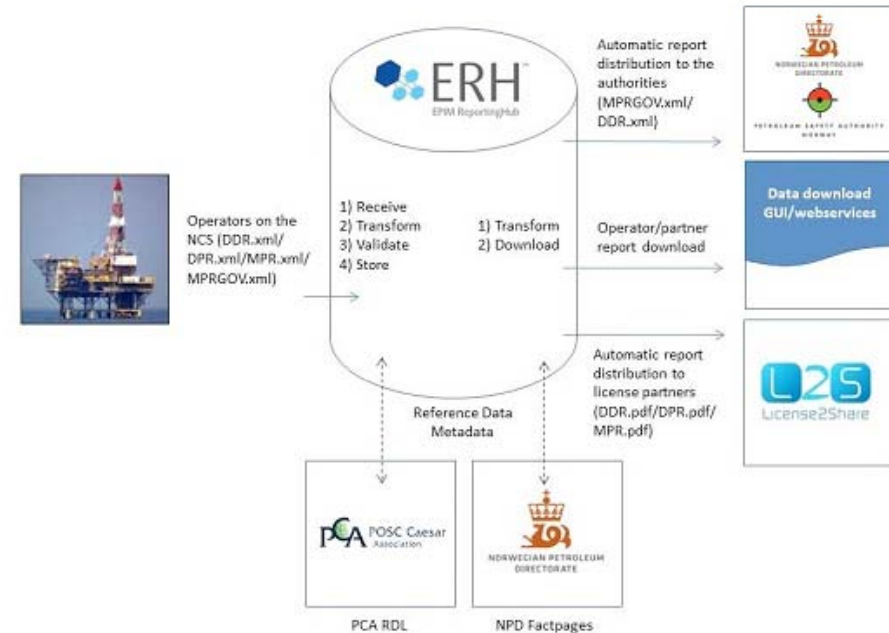 ERH™
EPIM ReportingHub
Automatic report
distribution to the
authorities
(MPRGOV.xml/
DDR.xml)
NORWEGIAN PETROLEUM
DIRECTORATE
PETROLEUM SAFETY AUTHORITY
NORWAY
Operators on the
NCS (DDR.xml/
DPR.xml/MPR.xml/
MPRGOV.xml)
1) Receive
2) Transform
3) Validate
4) Store
1) Transform
2) Download
Operator/partner
report download
Data download
GUI/webservices
Automatic report
distribution to
license partners
(DDR.pdf/DPR.pdf/
MPR.pdf)
L2S
License2Share
Reference Data
Metadata
PCA POSC Caesar
Association
NORWEGIAN PETROLEUM
DIRECTORATE
PCA RDL
NPD Factpages